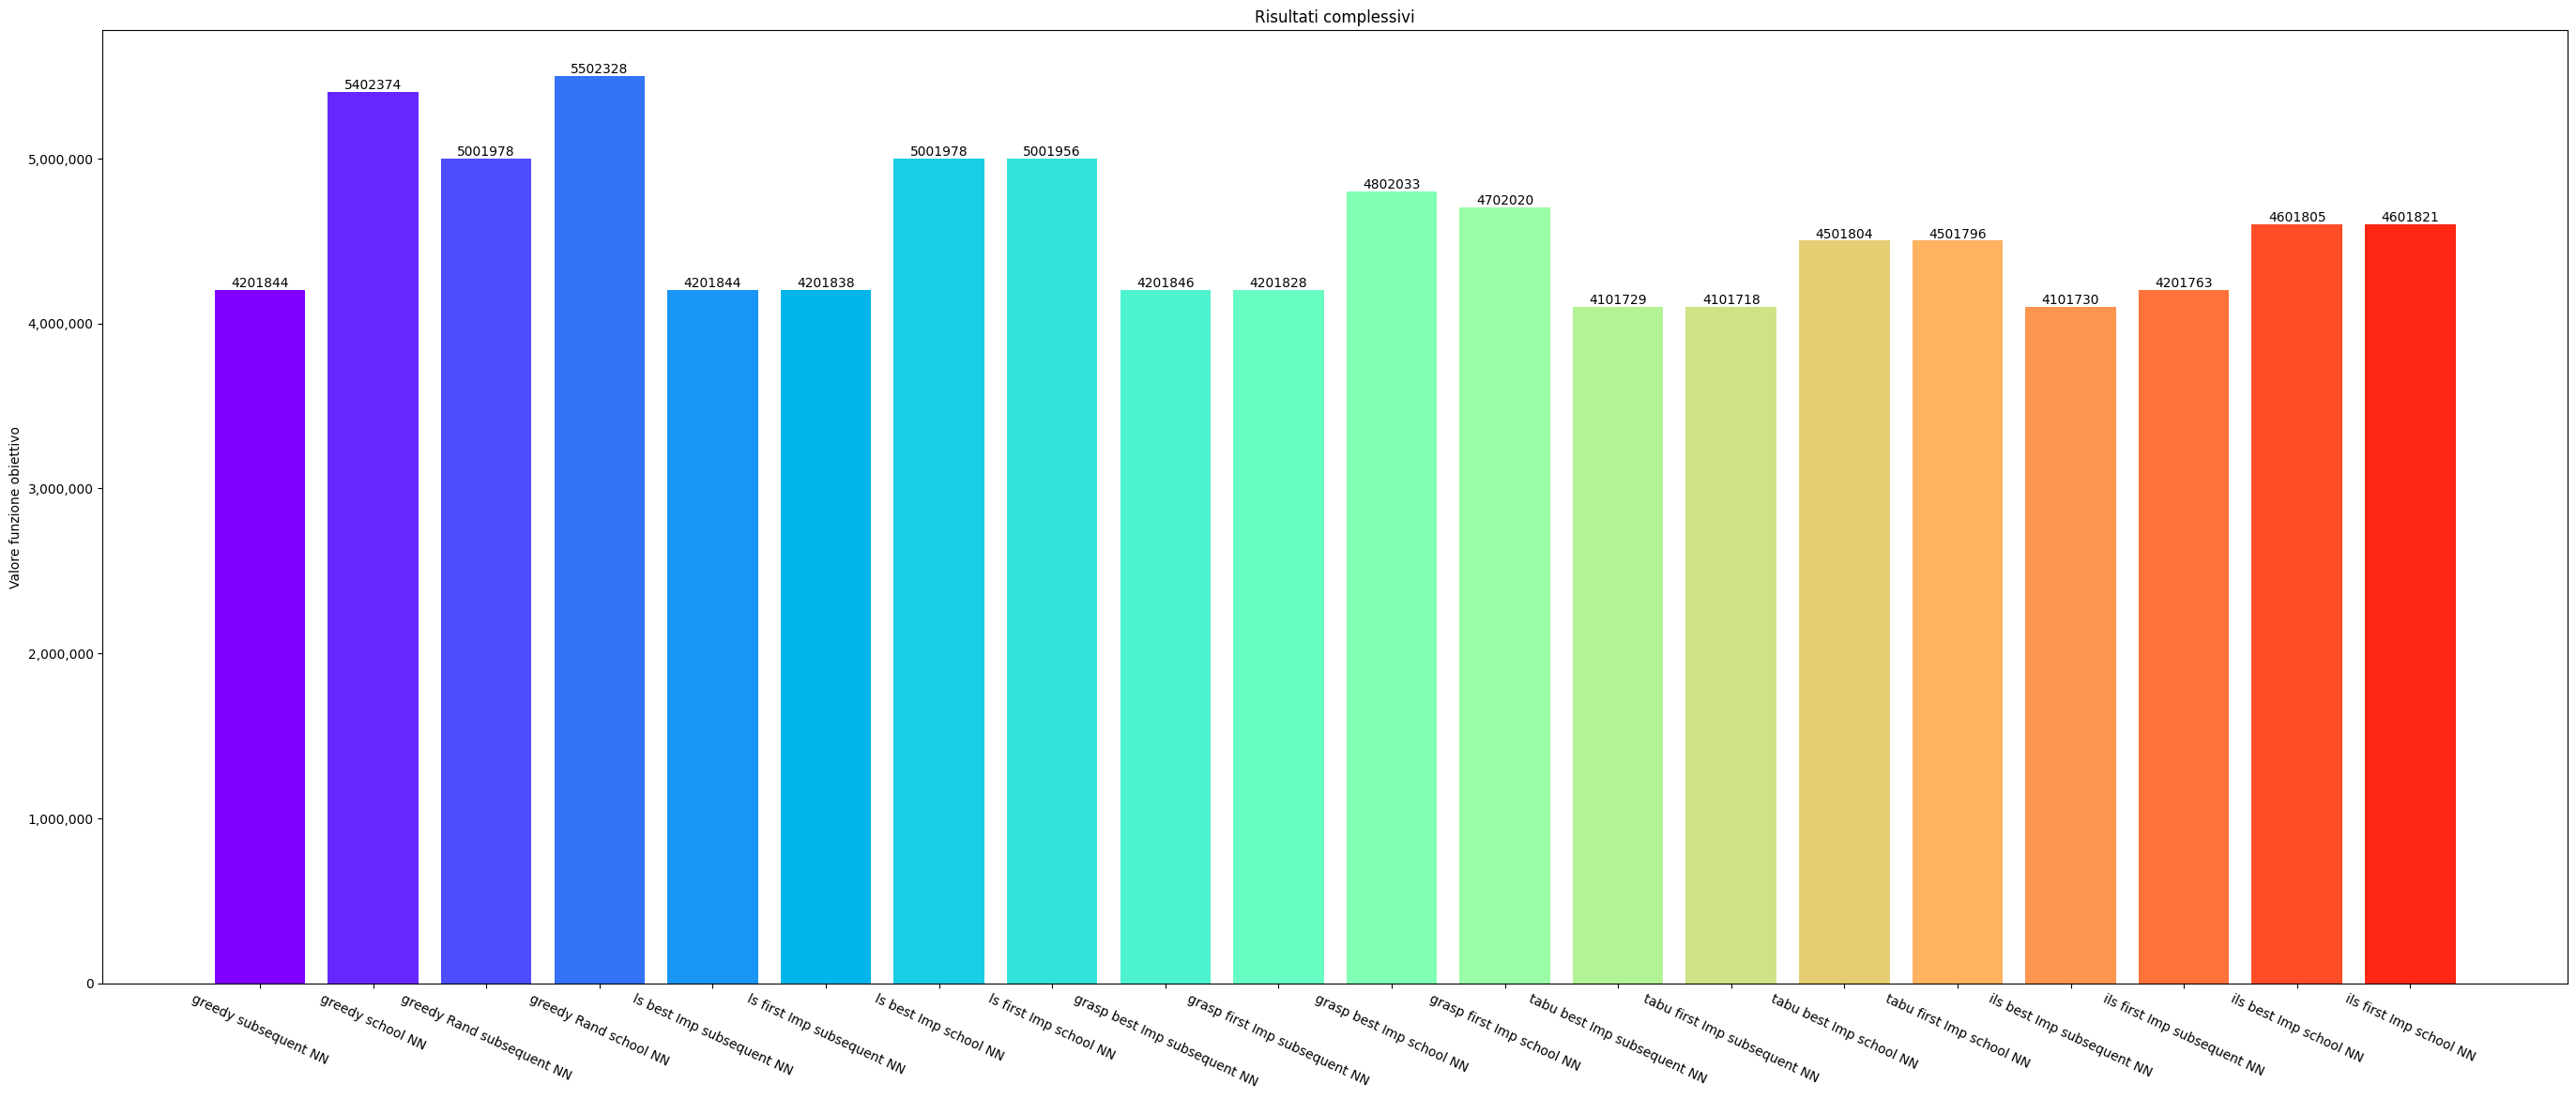 Risultati complessivi
Valore funzione obiettivo
5,000,000
4,000,000
3,000,000
2,000,000
1,000,000
0
4201844
5402374
5001978
5502328
4201844
4201838
5001978
5001956
4201846
4201828
4802033
4702020
4101729
4101718
4501804
4501796
4101730
4201763
4601805
4601821
greedy subsequent NN
greedy school NN
greedy Rand subsequent NN
greedy Rand school NN
ls best Imp subsequent NN
ls first Imp subsequent NN
ls best Imp school NN
ls first Imp school NN
grasp best Imp subsequent NN
grasp first Imp subsequent NN
grasp best Imp school NN
grasp first Imp school NN
tabu best Imp subsequent NN
tabu first Imp subsequent NN
tabu best Imp school NN
tabu first Imp school NN
ils best Imp subsequent NN
ils first Imp subsequent NN
ils best Imp school NN
ils first Imp school NN